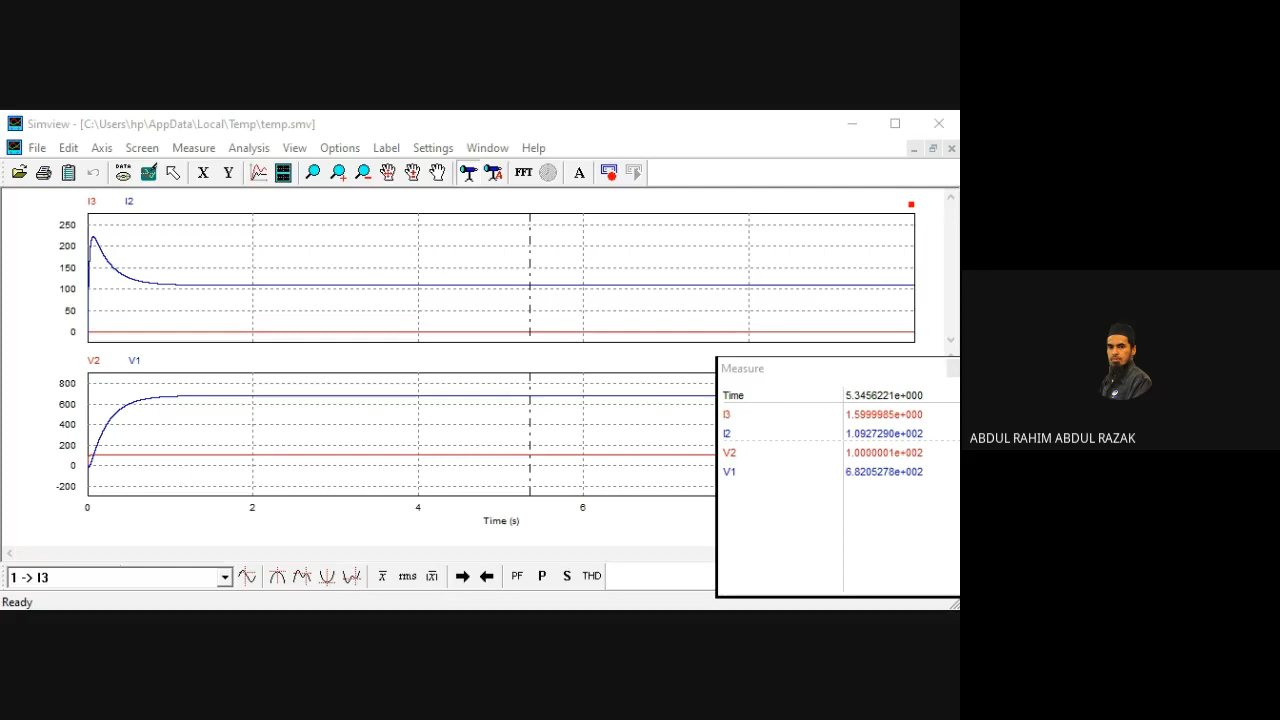 Simview - [C:\Users\hp\AppData\Local\Temp\temp.smv]
File Edit Axis Screen Measure Analysis View Options Label Settings Window Help
DATA X Y FFT A
I3 I2
250
200
150
100
50
0
V2 V1
800
600
400
200
0
-200
0 2 4 6
Time (s)
Measure
Time 5.3456221e+000
I3 1.5999985e+000
I2 1.0927290e+002
V2 1.0000001e+002
V1 6.8205278e+002
1 -> I3
x rms |x| PF P S THD
Ready
ABDUL RAHIM ABDUL RAZAK